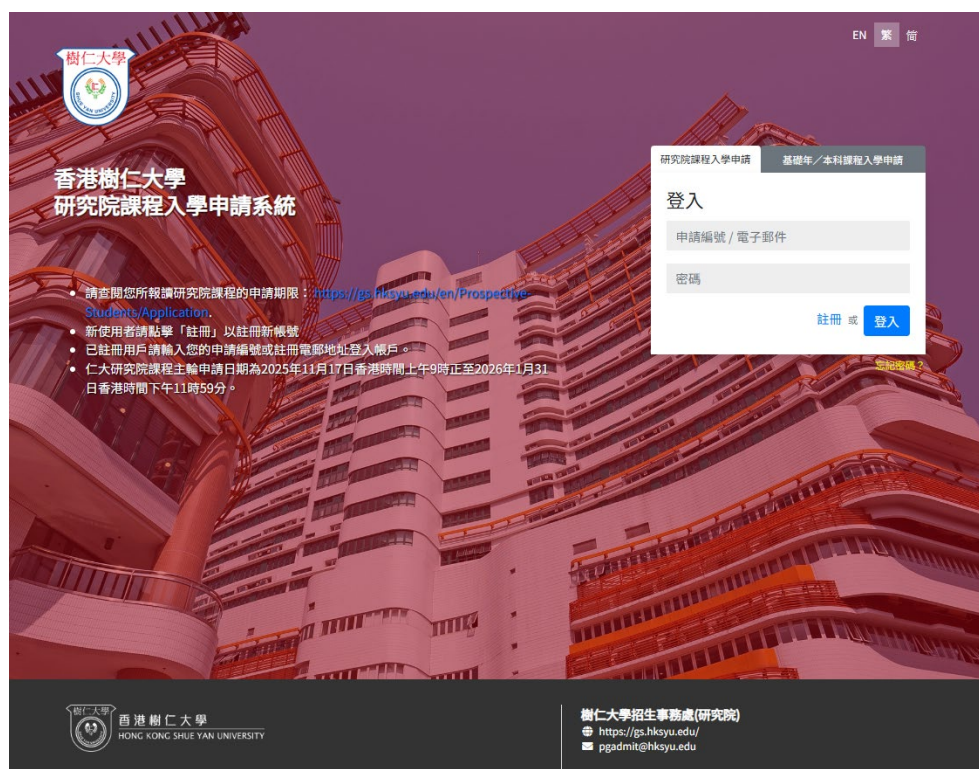 EN 繁 简
樹仁大學
SHUE YAN UNIVERSITY
香港樹仁大學
研究院課程入學申請系統
請查閱您所報讀研究院課程的申請期限： https://gs.hksyu.edu/en/Prospective-
Students/Application.
新使用者請點擊「註冊」以註冊新帳號
已註冊用戶請輸入您的申請編號或註冊電郵地址登入帳戶。
仁大研究院課程主輪申請日期為2025年11月17日香港時間上午9時正至2026年1月31
日香港時間下午11時59分。
研究院課程入學申請 基礎年／本科課程入學申請
登入
申請編號 / 電子郵件
密碼
註冊 或 登入
忘記密碼？
樹仁大學
香港樹仁大學
HONG KONG SHUE YAN UNIVERSITY
樹仁大學招生事務處(研究院)
https://gs.hksyu.edu/
pgadmit@hksyu.edu